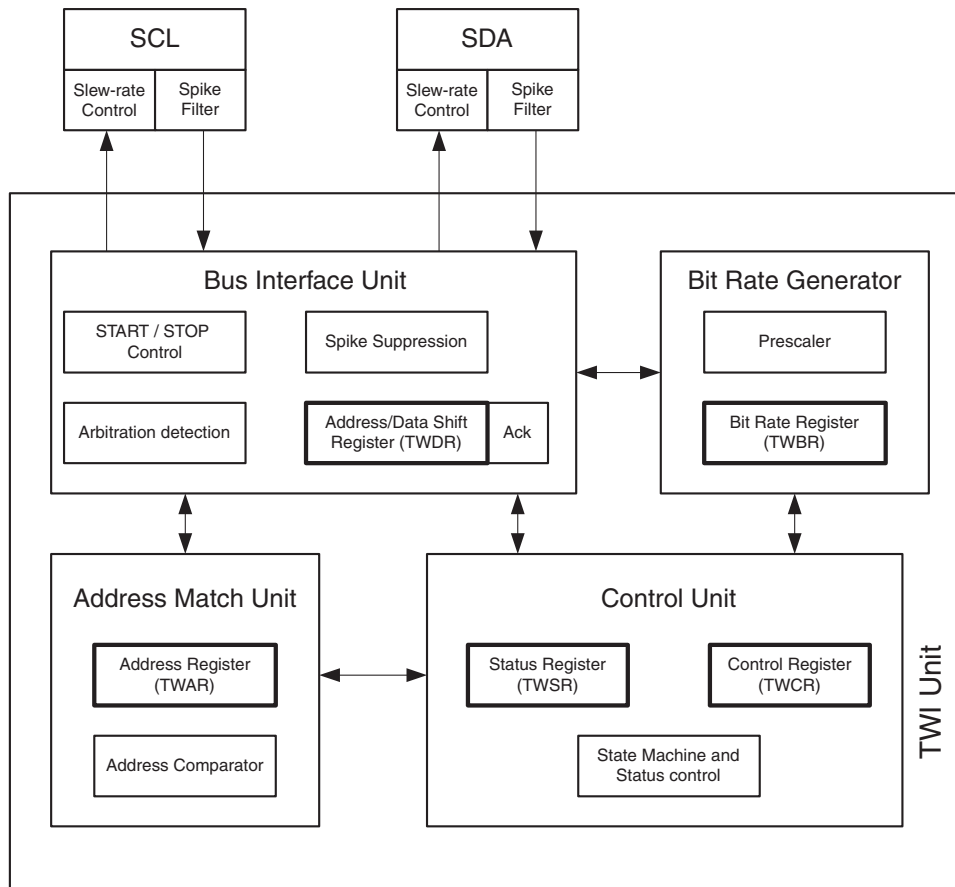 SCL
SDA
Slew-rate
Control
Spike
Filter
Slew-rate
Control
Spike
Filter
Bus Interface Unit
Bit Rate Generator
START / STOP
Control
Spike Suppression
Prescaler
Arbitration detection
Address/Data Shift
Register (TWDR)
Ack
Bit Rate Register
(TWBR)
Address Match Unit
Control Unit
Address Register
(TWAR)
Status Register
(TWSR)
Control Register
(TWCR)
Address Comparator
State Machine and
Status control
TWI Unit